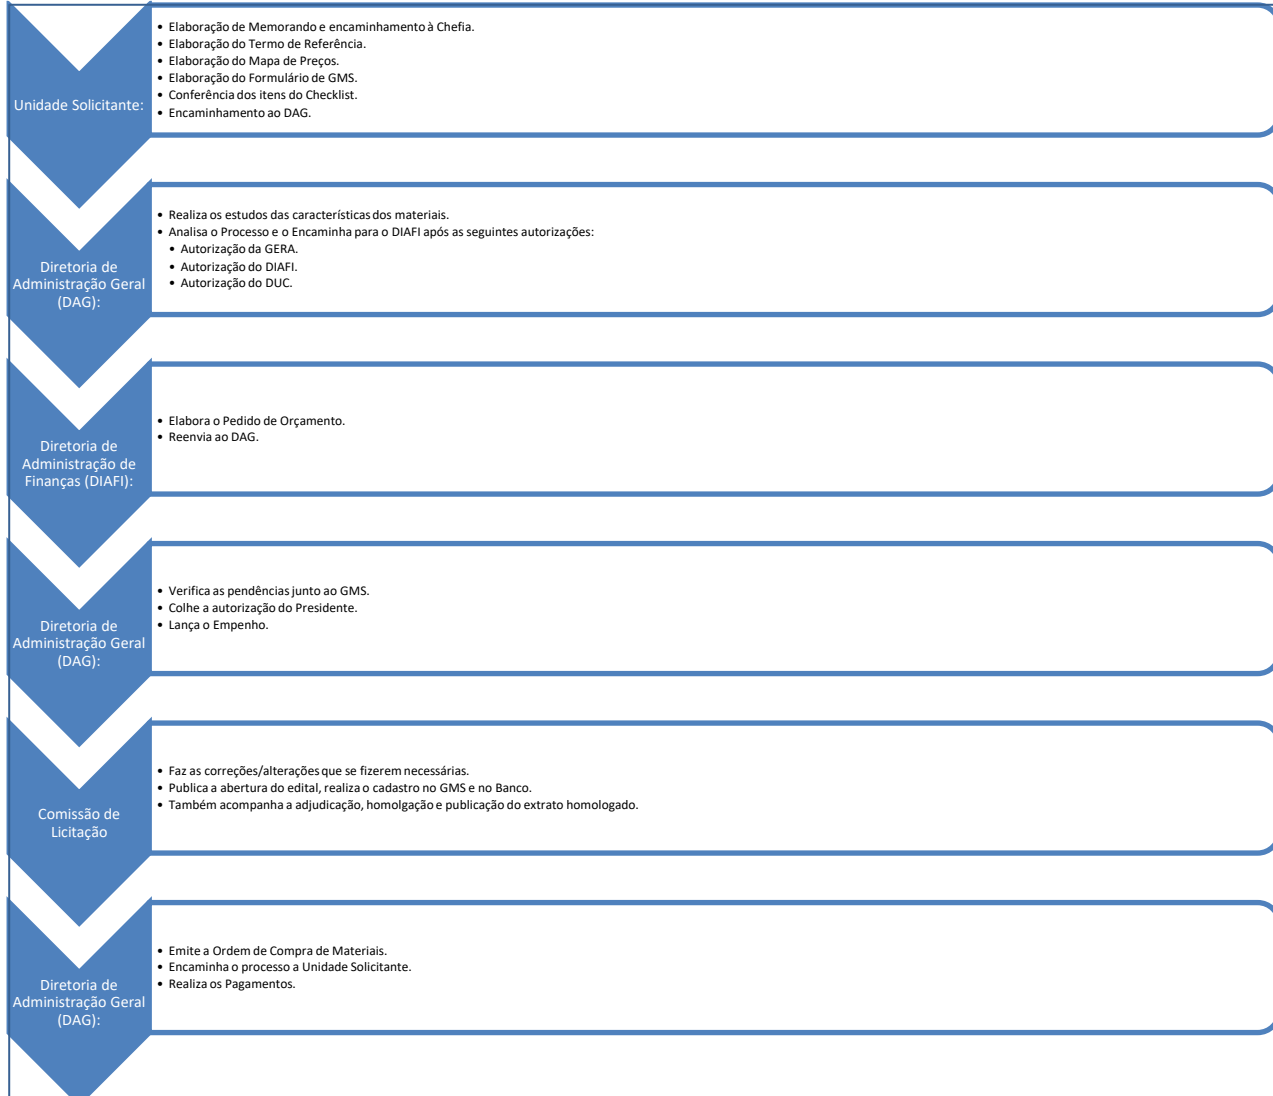 Unidade Solicitante:
• Elaboração de Memorando e encaminhamento à Chefia.
• Elaboração do Termo de Referência.
• Elaboração do Mapa de Preços.
• Elaboração do Formulário de GMS.
• Conferência dos itens do Checklist.
• Encaminhamento ao DAG.
Diretoria de
Administração Geral
(DAG):
• Realiza os estudos das características dos materiais.
• Analisa o Processo e o Encaminha para o DIAFI após as seguintes autorizações:
• Autorização da GERA.
• Autorização do DIAFI.
• Autorização do DUC.
Diretoria de
Administração de
Finanças (DIAFI):
• Elabora o Pedido de Orçamento.
• Reenvia ao DAG.
Diretoria de
Administração Geral
(DAG):
• Verifica as pendências junto ao GMS.
• Colhe a autorização do Presidente.
• Lança o Empenho.
Comissão de
Licitação
• Faz as correções/alterações que se fizerem necessárias.
• Publica a abertura do edital, realiza o cadastro no GMS e no Banco.
• Também acompanha a adjudicação, homolgação e publicação do extrato homologado.
Diretoria de
Administração Geral
(DAG):
• Emite a Ordem de Compra de Materiais.
• Encaminha o processo a Unidade Solicitante.
• Realiza os Pagamentos.